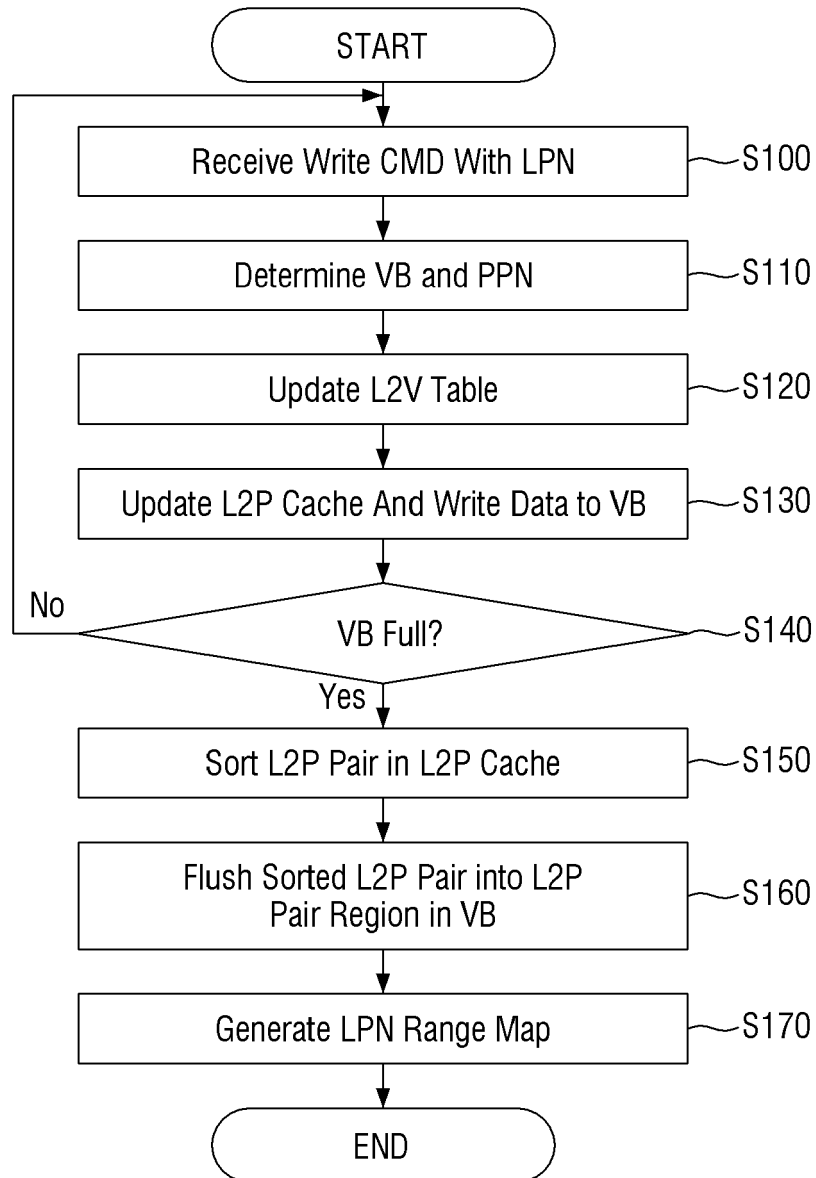 START
Receive Write CMD With LPN
S100
Determine VB and PPN
S110
Update L2V Table
S120
Update L2P Cache And Write Data to VB
S130
No
VB Full?
S140
Yes
Sort L2P Pair in L2P Cache
S150
Flush Sorted L2P Pair into L2P
Pair Region in VB
S160
Generate LPN Range Map
S170
END